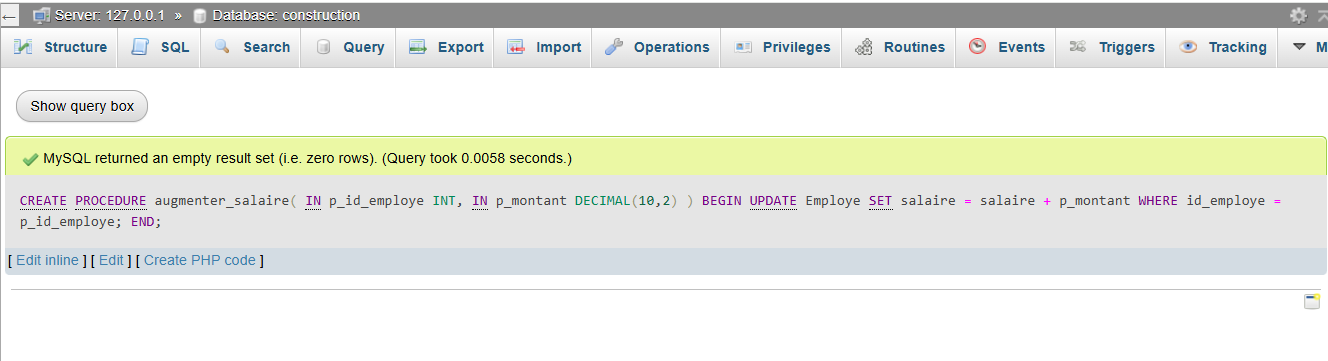 Server: 127.0.0.1 » Database: construction
Structure SQL Search Query Export Import Operations Privileges Routines Events Triggers Tracking M
Show query box
MySQL returned an empty result set (i.e. zero rows). (Query took 0.0058 seconds.)
CREATE PROCEDURE augmenter_salaire( IN p_id_employe INT, IN p_montant DECIMAL(10,2) ) BEGIN UPDATE Employe SET salaire = salaire + p_montant WHERE id_employe =
p_id_employe; END;
[ Edit inline ] [ Edit ] [ Create PHP code ]